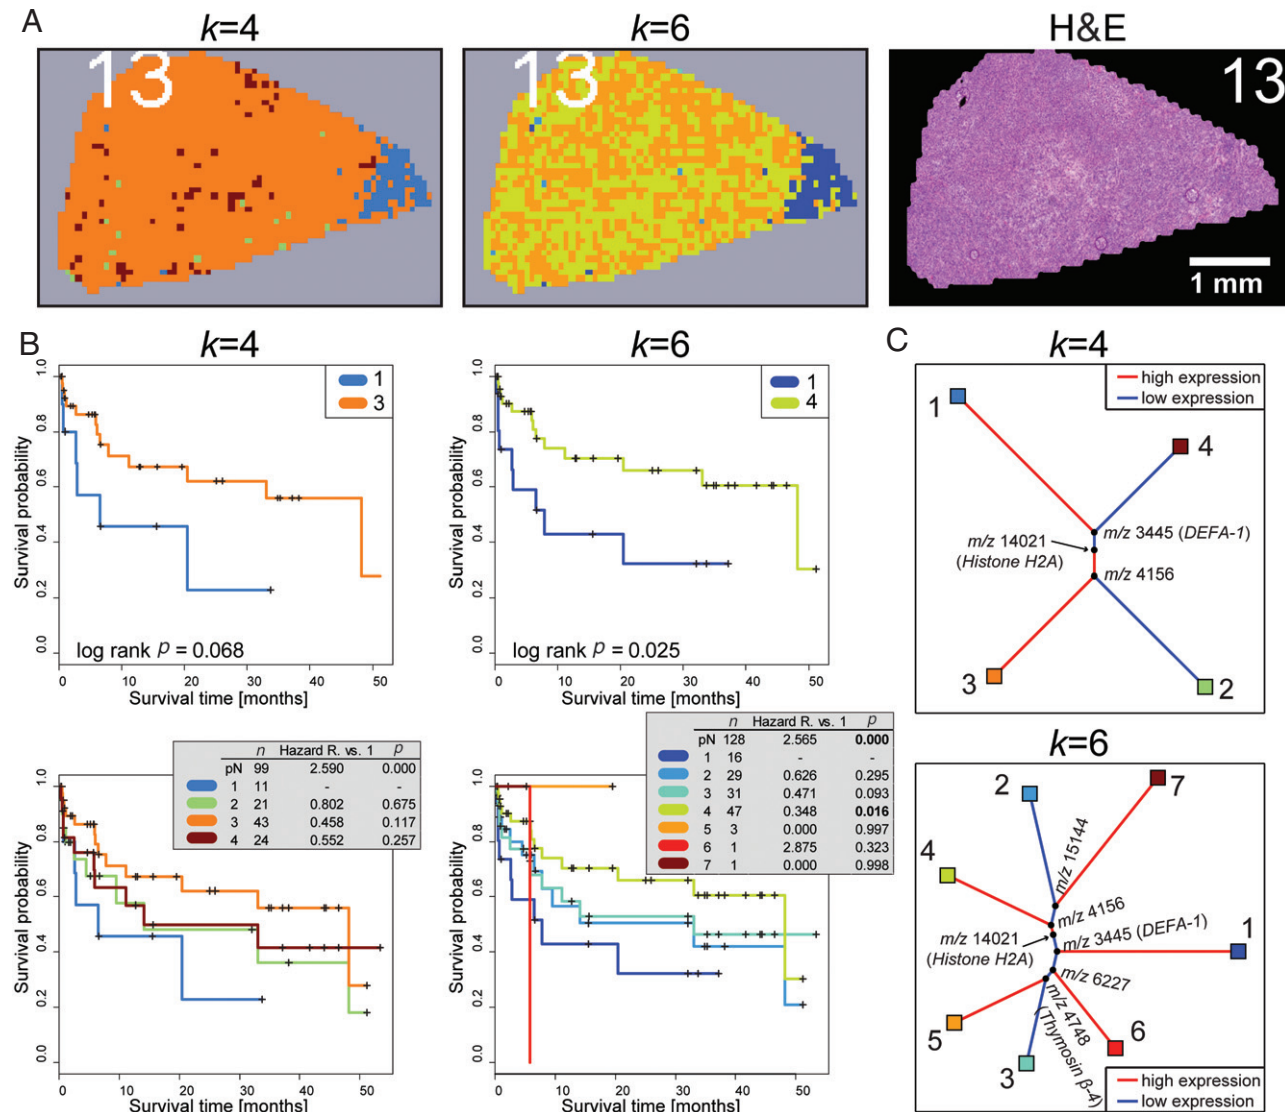 A
k=4
k=6
H&E
13
13
13
1 mm
B
k=4
k=6
C
k=4
1
3
1
4
high expression
low expression
Survival probability
1.0
0.8
0.6
0.4
0.2
0.0
log rank p = 0.068
0 10 20 30 40 50
Survival time [months]
Survival probability
1.0
0.8
0.6
0.4
0.2
0.0
log rank p = 0.025
0 10 20 30 40 50
Survival time [months]
1
4
m/z 3445 (DEFA-1)
m/z 14021
(Histone H2A)
m/z 4156
3
2
n Hazard R. vs. 1 p
pN 99 2.590 0.000
1 11 - -
2 21 0.802 0.675
3 43 0.458 0.117
4 24 0.552 0.257
Survival probability
1.0
0.8
0.6
0.4
0.2
0.0
0 10 20 30 40 50
Survival time [months]
n Hazard R. vs. 1 p
pN 128 2.565 0.000
1 16 - -
2 29 0.626 0.295
3 31 0.471 0.093
4 47 0.348 0.016
5 3 0.000 0.997
6 1 2.875 0.323
7 1 0.000 0.998
Survival probability
1.0
0.8
0.6
0.4
0.2
0.0
0 10 20 30 40 50
Survival time [months]
k=6
2
7
m/z 15144
4
m/z 4156
m/z 14021
(Histone H2A)
m/z 3445 (DEFA-1)
1
m/z 6227
m/z 4748
(Thymosin β-4)
5
3
6
high expression
low expression